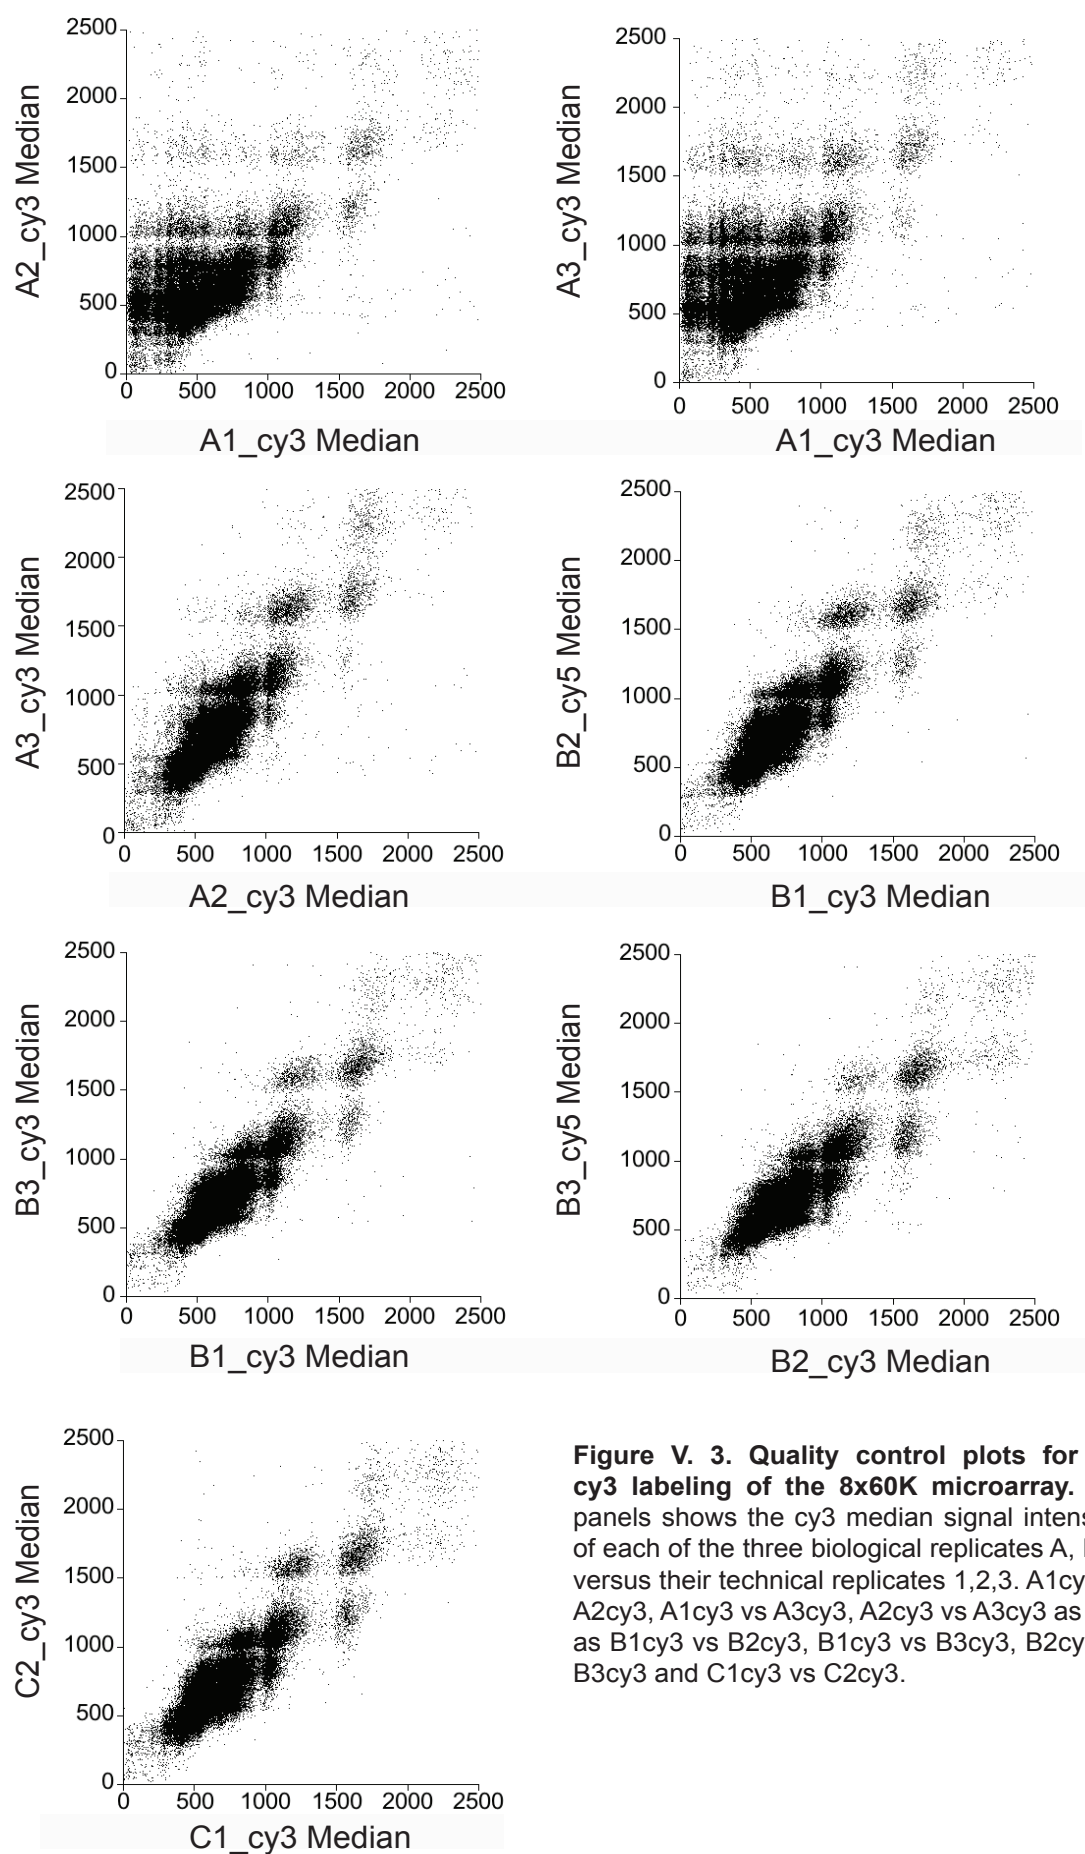 2500
2000
1500
1000
500
0
0 500 1000 1500 2000 2500
A2_cy3 Median
A1_cy3 Median
2500
2000
1500
1000
500
0
0 500 1000 1500 2000 2500
A3_cy3 Median
A1_cy3 Median
2500
2000
1500
1000
500
0
0 500 1000 1500 2000 2500
A3_cy3 Median
A2_cy3 Median
2500
2000
1500
1000
500
0
0 500 1000 1500 2000 2500
B2_cy5 Median
B1_cy3 Median
2500
2000
1500
1000
500
0
0 500 1000 1500 2000 2500
B3_cy3 Median
B1_cy3 Median
2500
2000
1500
1000
500
0
0 500 1000 1500 2000 2500
B3_cy5 Median
B2_cy3 Median
2500
2000
1500
1000
500
0
0 500 1000 1500 2000 2500
C2_cy3 Median
C1_cy3 Median
Figure V. 3. Quality control plots for
cy3 labeling of the 8x60K microarray.
panels shows the cy3 median signal intens
of each of the three biological replicates A,
versus their technical replicates 1,2,3. A1cy
A2cy3, A1cy3 vs A3cy3, A2cy3 vs A3cy3 as
as B1cy3 vs B2cy3, B1cy3 vs B3cy3, B2cy
B3cy3 and C1cy3 vs C2cy3.